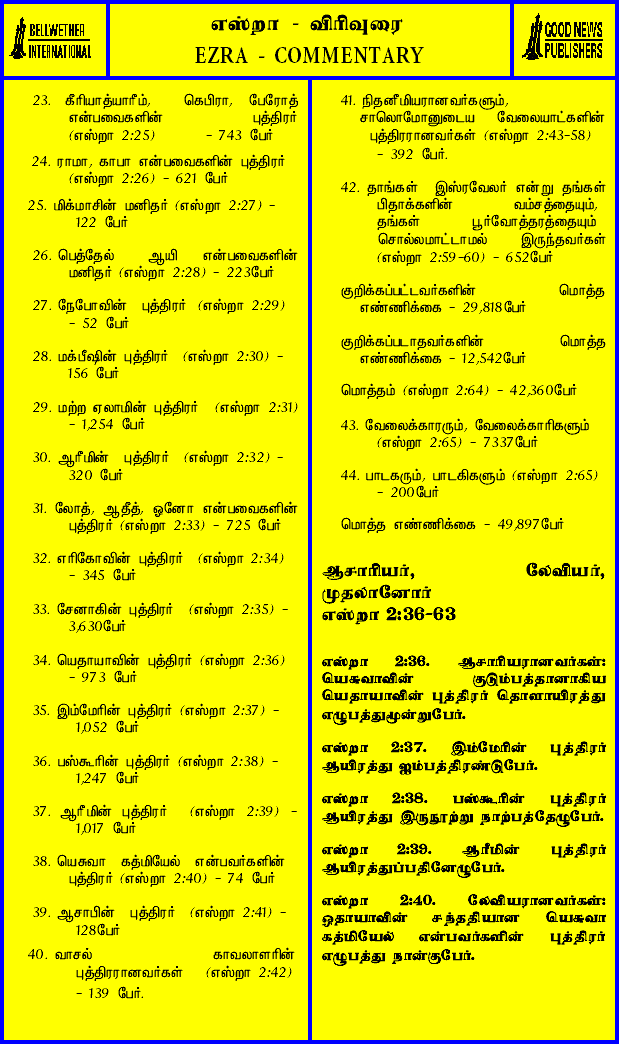 BELLWETHER
INTERNATIONAL
எஸ்றா - விரிவுரை
EZRA - COMMENTARY
GOOD NEWS
PUBLISHERS
23. கீரியாத்யாரீம், கெபிரா, பேரோத்
என்பவைகளின் புத்திரர்
(எஸ்றா 2:25) - 743 பேர்
24. ராமா, காபா என்பவைகளின் புத்திரர்
(எஸ்றா 2:26) - 621 பேர்
25. மிக்மாசின் மனிதர் (எஸ்றா 2:27) -
122 பேர்
26. பெத்தேல் ஆயி என்பவைகளின்
மனிதர் (எஸ்றா 2:28) - 223பேர்
27. நேபோவின் புத்திரர் (எஸ்றா 2:29)
- 52 பேர்
28. மக்பீஷின் புத்திரர் (எஸ்றா 2:30) -
156 பேர்
29. மற்ற ஏலாமின் புத்திரர் (எஸ்றா 2:31)
- 1,254 பேர்
30. ஆரீமின் புத்திரர் (எஸ்றா 2:32) -
320 பேர்
31. லோத், ஆதீத், ஓனோ என்பவைகளின்
புத்திரர் (எஸ்றா 2:33) - 725 பேர்
32. எரிகோவின் புத்திரர் (எஸ்றா 2:34)
- 345 பேர்
33. சேனாகின் புத்திரர் (எஸ்றா 2:35) -
3,630பேர்
34. யெதாயாவின் புத்திரர் (எஸ்றா 2:36)
- 973 பேர்
35. இம்மேரின் புத்திரர் (எஸ்றா 2:37) -
1,052 பேர்
36. பஸ்கூரின் புத்திரர் (எஸ்றா 2:38) -
1,247 பேர்
37. ஆரீமின் புத்திரர் (எஸ்றா 2:39) -
1,017 பேர்
38. யெசுவா கத்மியேல் என்பவர்களின்
புத்திரர் (எஸ்றா 2:40) - 74 பேர்
39. ஆசாபின் புத்திரர் (எஸ்றா 2:41) -
128பேர்
40. வாசல் காவலாளரின்
புத்திரரானவர்கள் (எஸ்றா 2:42)
- 139 பேர்.
41. நிதனீமியரானவர்களும்,
சாலொமோனுடைய வேலையாட்களின்
புத்திரரானவர்கள் (எஸ்றா 2:43-58)
- 392 பேர்.
42. தாங்கள் இஸ்ரவேலர் என்று தங்கள்
பிதாக்களின் வம்சத்தையும்,
தங்கள் பூர்வோத்தரத்தையும்
சொல்லமாட்டாமல் இருந்தவர்கள்
(எஸ்றா 2:59-60) - 652பேர்
குறிக்கப்பட்டவர்களின் மொத்த
எண்ணிக்கை - 29,818பேர்
குறிக்கப்படாதவர்களின் மொத்த
எண்ணிக்கை - 12,542பேர்
மொத்தம் (எஸ்றா 2:64) - 42,360பேர்
43. வேலைக்காரரும், வேலைக்காரிகளும்
(எஸ்றா 2:65) - 7337பேர்
44. பாடகரும், பாடகிகளும் (எஸ்றா 2:65)
- 200பேர்
மொத்த எண்ணிக்கை - 49,897பேர்
ஆசாரியர், லேவியர்,
முதலானோர்
எஸ்றா 2:36-63
எஸ்றா 2:36. ஆசாரியரானவர்கள்:
யெசுவாவின் குடும்பத்தானாகிய
யெதாயாவின் புத்திரர் தொளாயிரத்து
எழுபத்துமூன்றுபேர்.
எஸ்றா 2:37. இம்மேரின் புத்திரர்
ஆயிரத்து ஐம்பத்திரண்டுபேர்.
எஸ்றா 2:38. பஸ்கூரின் புத்திரர்
ஆயிரத்து இருநூற்று நாற்பத்தேழுபேர்.
எஸ்றா 2:39. ஆரீமின் புத்திரர்
ஆயிரத்துப்பதினேழுபேர்.
எஸ்றா 2:40. லேவியரானவர்கள்:
ஒதாயாவின் சந்ததியான யெசுவா
கத்மியேல் என்பவர்களின் புத்திரர்
எழுபத்து நான்குபேர்.